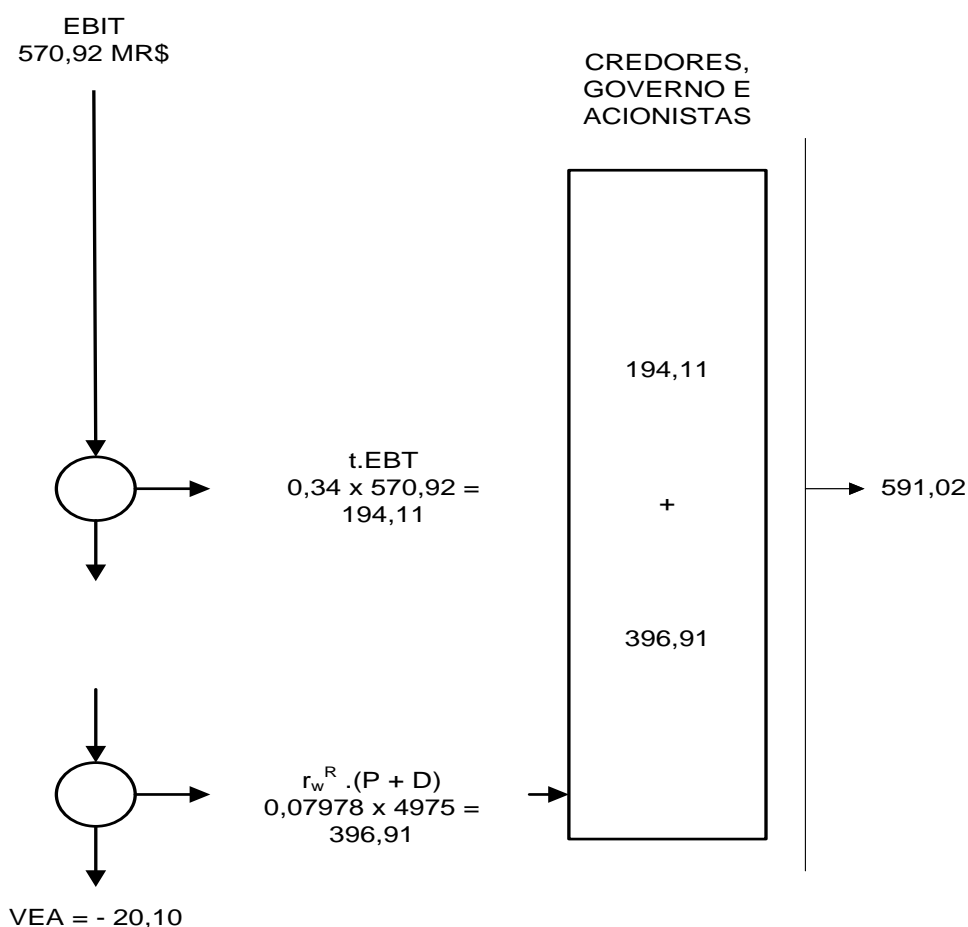 EBIT
570,92 MR$
CREDORES,
GOVERNO E
ACIONISTAS
194,11
t.EBT
0,34 x 570,92 =
194,11
+
591,02
396,91
r_w^R .(P + D)
0,07978 x 4975 =
396,91
VEA = - 20,10